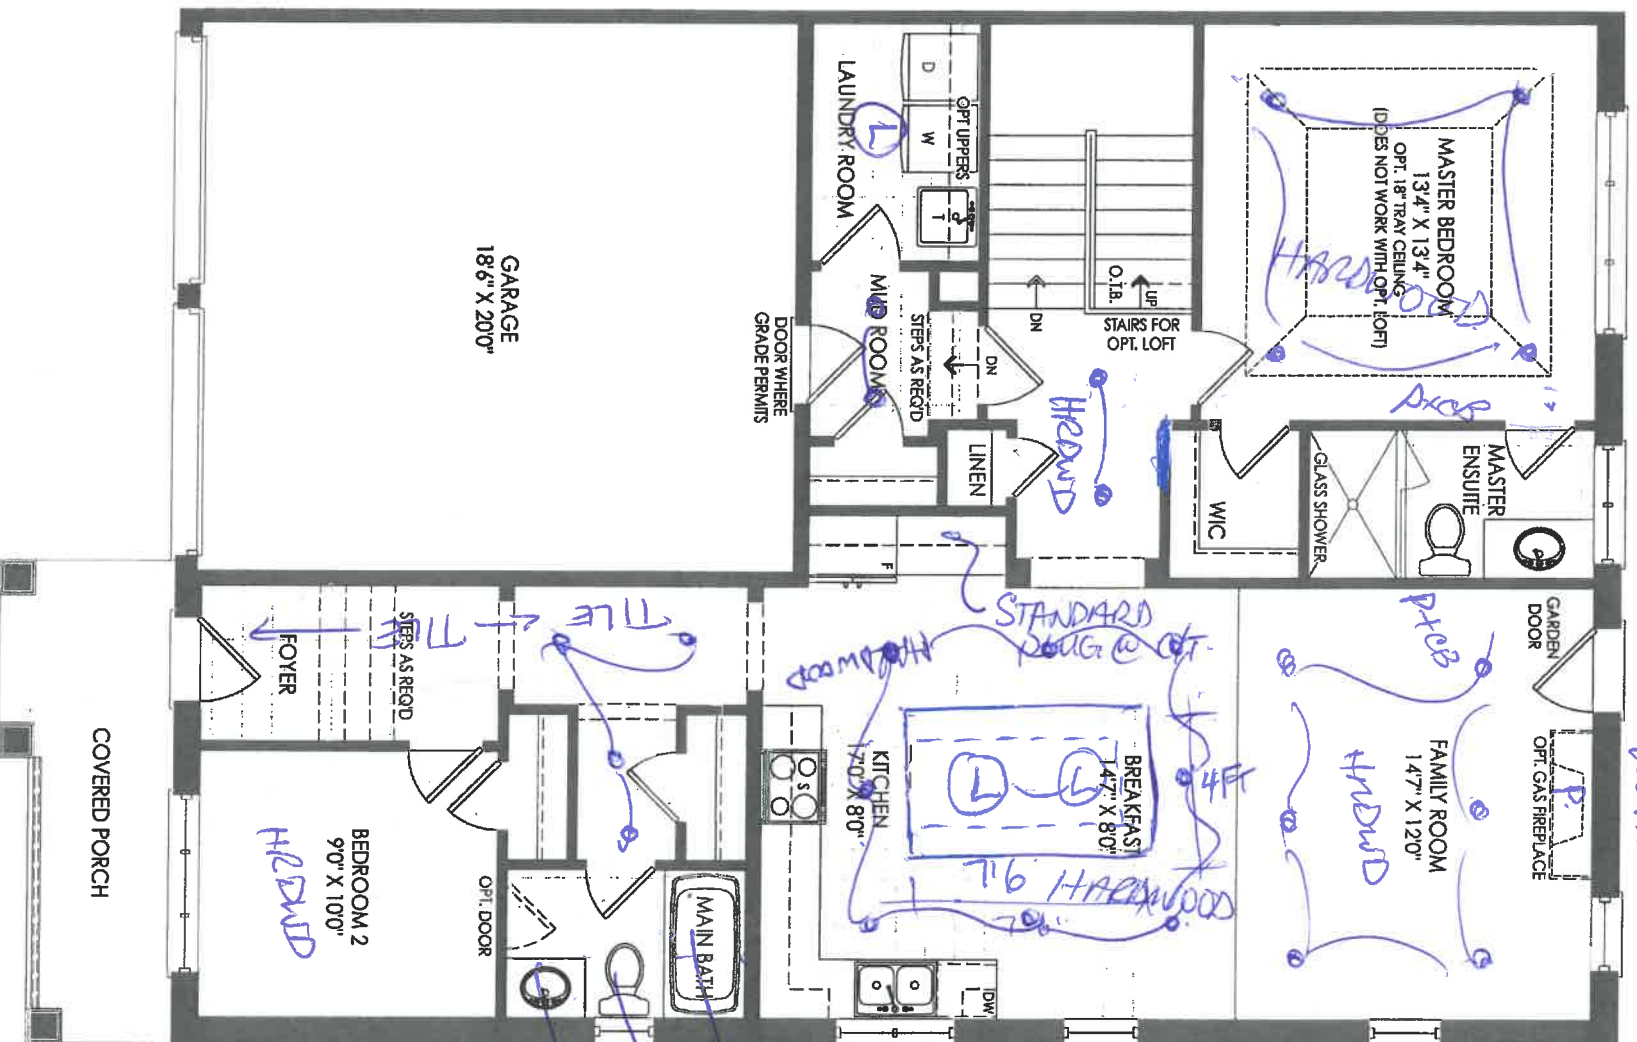 MASTER BEDROOM
13'4" X 13'4"
OPT. 18" TRAY CEILING
(DOES NOT WORK WITH OPT. LOFT)
HARDWOOD
MASTER
ENSUITE
GLASS SHOWER
WIC
GARDEN
DOOR
OPT. GAS FIREPLACE
FAMILY ROOM
14'7" X 12'0"
HRDWD
UP
O.T.B.
DN
STAIRS FOR
OPT. LOFT
HRDWD
OPT UPPERS
D
W
T
L
LAUNDRY ROOM
MUD ROOM
STEPS AS REQ'D
DN
LINEN
DOOR WHERE
GRADE PERMITS
F
STANDARD
HARDWOOD
BREAKFAST
14'7" X 8'0"
L
L
4FT
HARDWOOD
KITCHEN
17'0" X 8'0"
S
DW
GARAGE
18'6" X 20'0"
TILE
TILE
STEPS AS REQ'D
FOYER
MAIN BATH
OPT. DOOR
BEDROOM 2
9'0" X 10'0"
HRDWD
COVERED PORCH